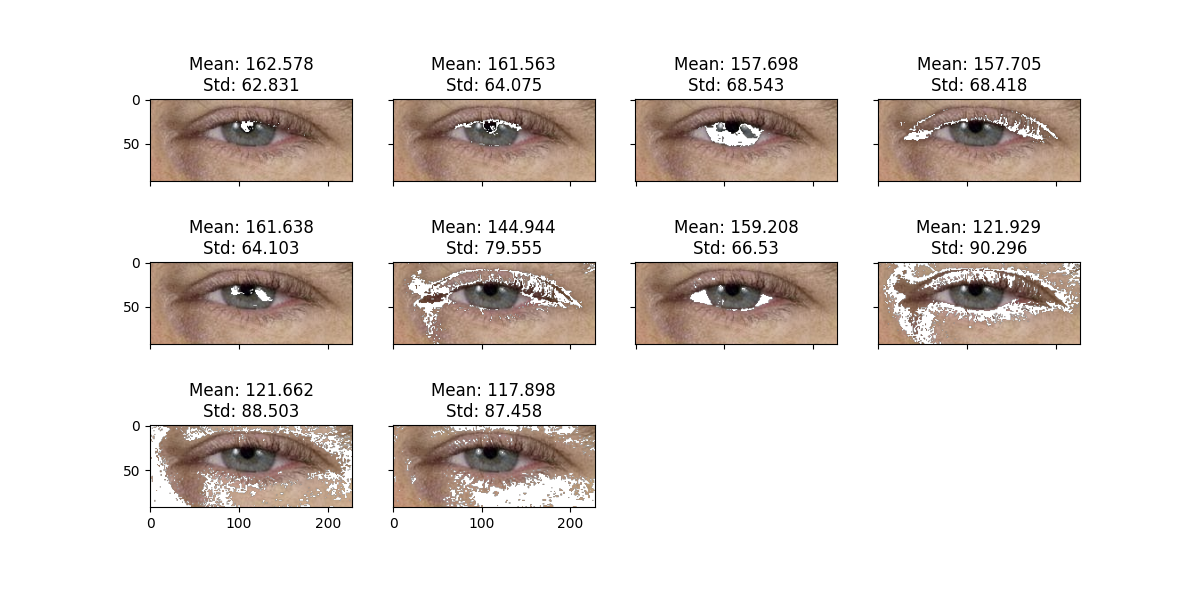 Mean: 162.578
Std: 62.831
Mean: 161.563
Std: 64.075
Mean: 157.698
Std: 68.543
Mean: 157.705
Std: 68.418
0
50
Mean: 161.638
Std: 64.103
Mean: 144.944
Std: 79.555
Mean: 159.208
Std: 66.53
Mean: 121.929
Std: 90.296
0
50
Mean: 121.662
Std: 88.503
Mean: 117.898
Std: 87.458
0
50
0 100 200
0 100 200